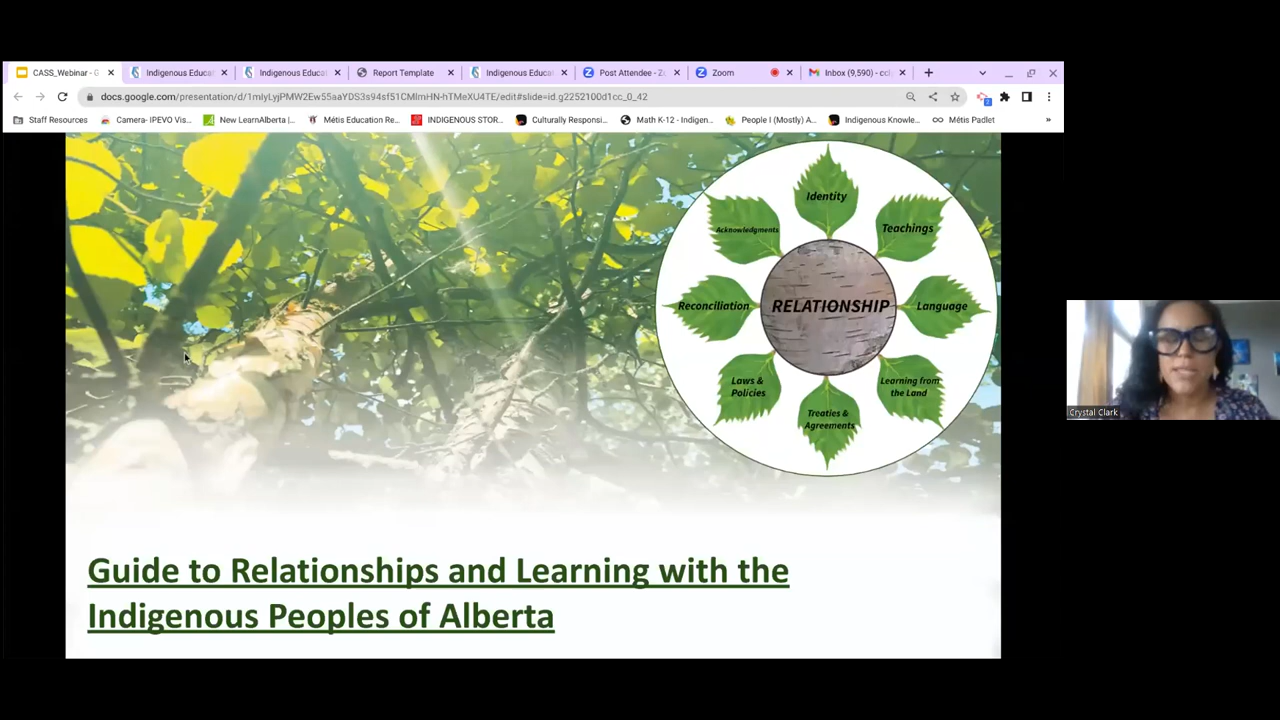 CASS_Webinar - G
Indigenous Educat
Indigenous Educat
Report Template
Indigenous Educat
Post Attendee - Zo
Zoom
Inbox (9,590) - ccl
docs.google.com/presentation/d/1mIyLyjPMW2Ew55aaYDS3s94sf51CMlmHN-hTMeXU4TE/edit#slide=id.g2252100d1cc_0_42
2
Staff Resources
Camera- IPEVO Vis...
New LearnAlberta |...
Métis Education Re...
INDIGENOUS STOR...
Culturally Responsi...
Math K-12 - Indigen...
People I (Mostly) A...
Indigenous Knowle...
Métis Padlet
»
Identity
Acknowledgments
Teachings
Reconciliation
RELATIONSHIP
Language
Laws &
Policies
Learning from
the Land
Treaties &
Agreements
Crystal Clark
Guide to Relationships and Learning with the
Indigenous Peoples of Alberta